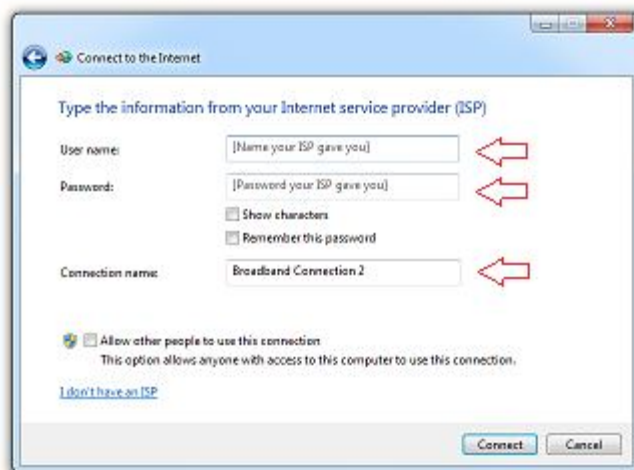 Connect to the Internet
Type the information from your Internet service provider (ISP)
User name: [Name your ISP gave you]
Password: [Password your ISP gave you]
Show characters
Remember this password
Connection name: Broadband Connection 2
Allow other people to use this connection
This option allows anyone with access to this computer to use this connection.
I don't have an ISP
Connect Cancel